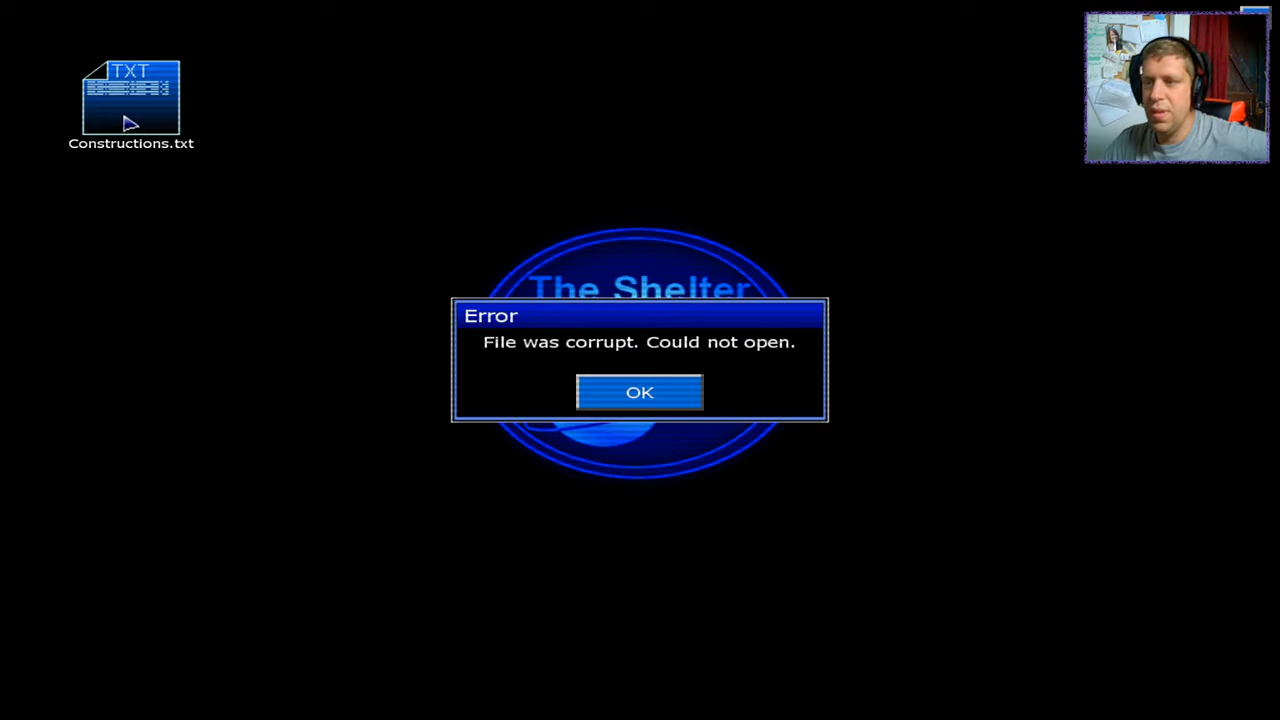 TXT
Constructions.txt
The Shelter
Error
File was corrupt. Could not open.
OK